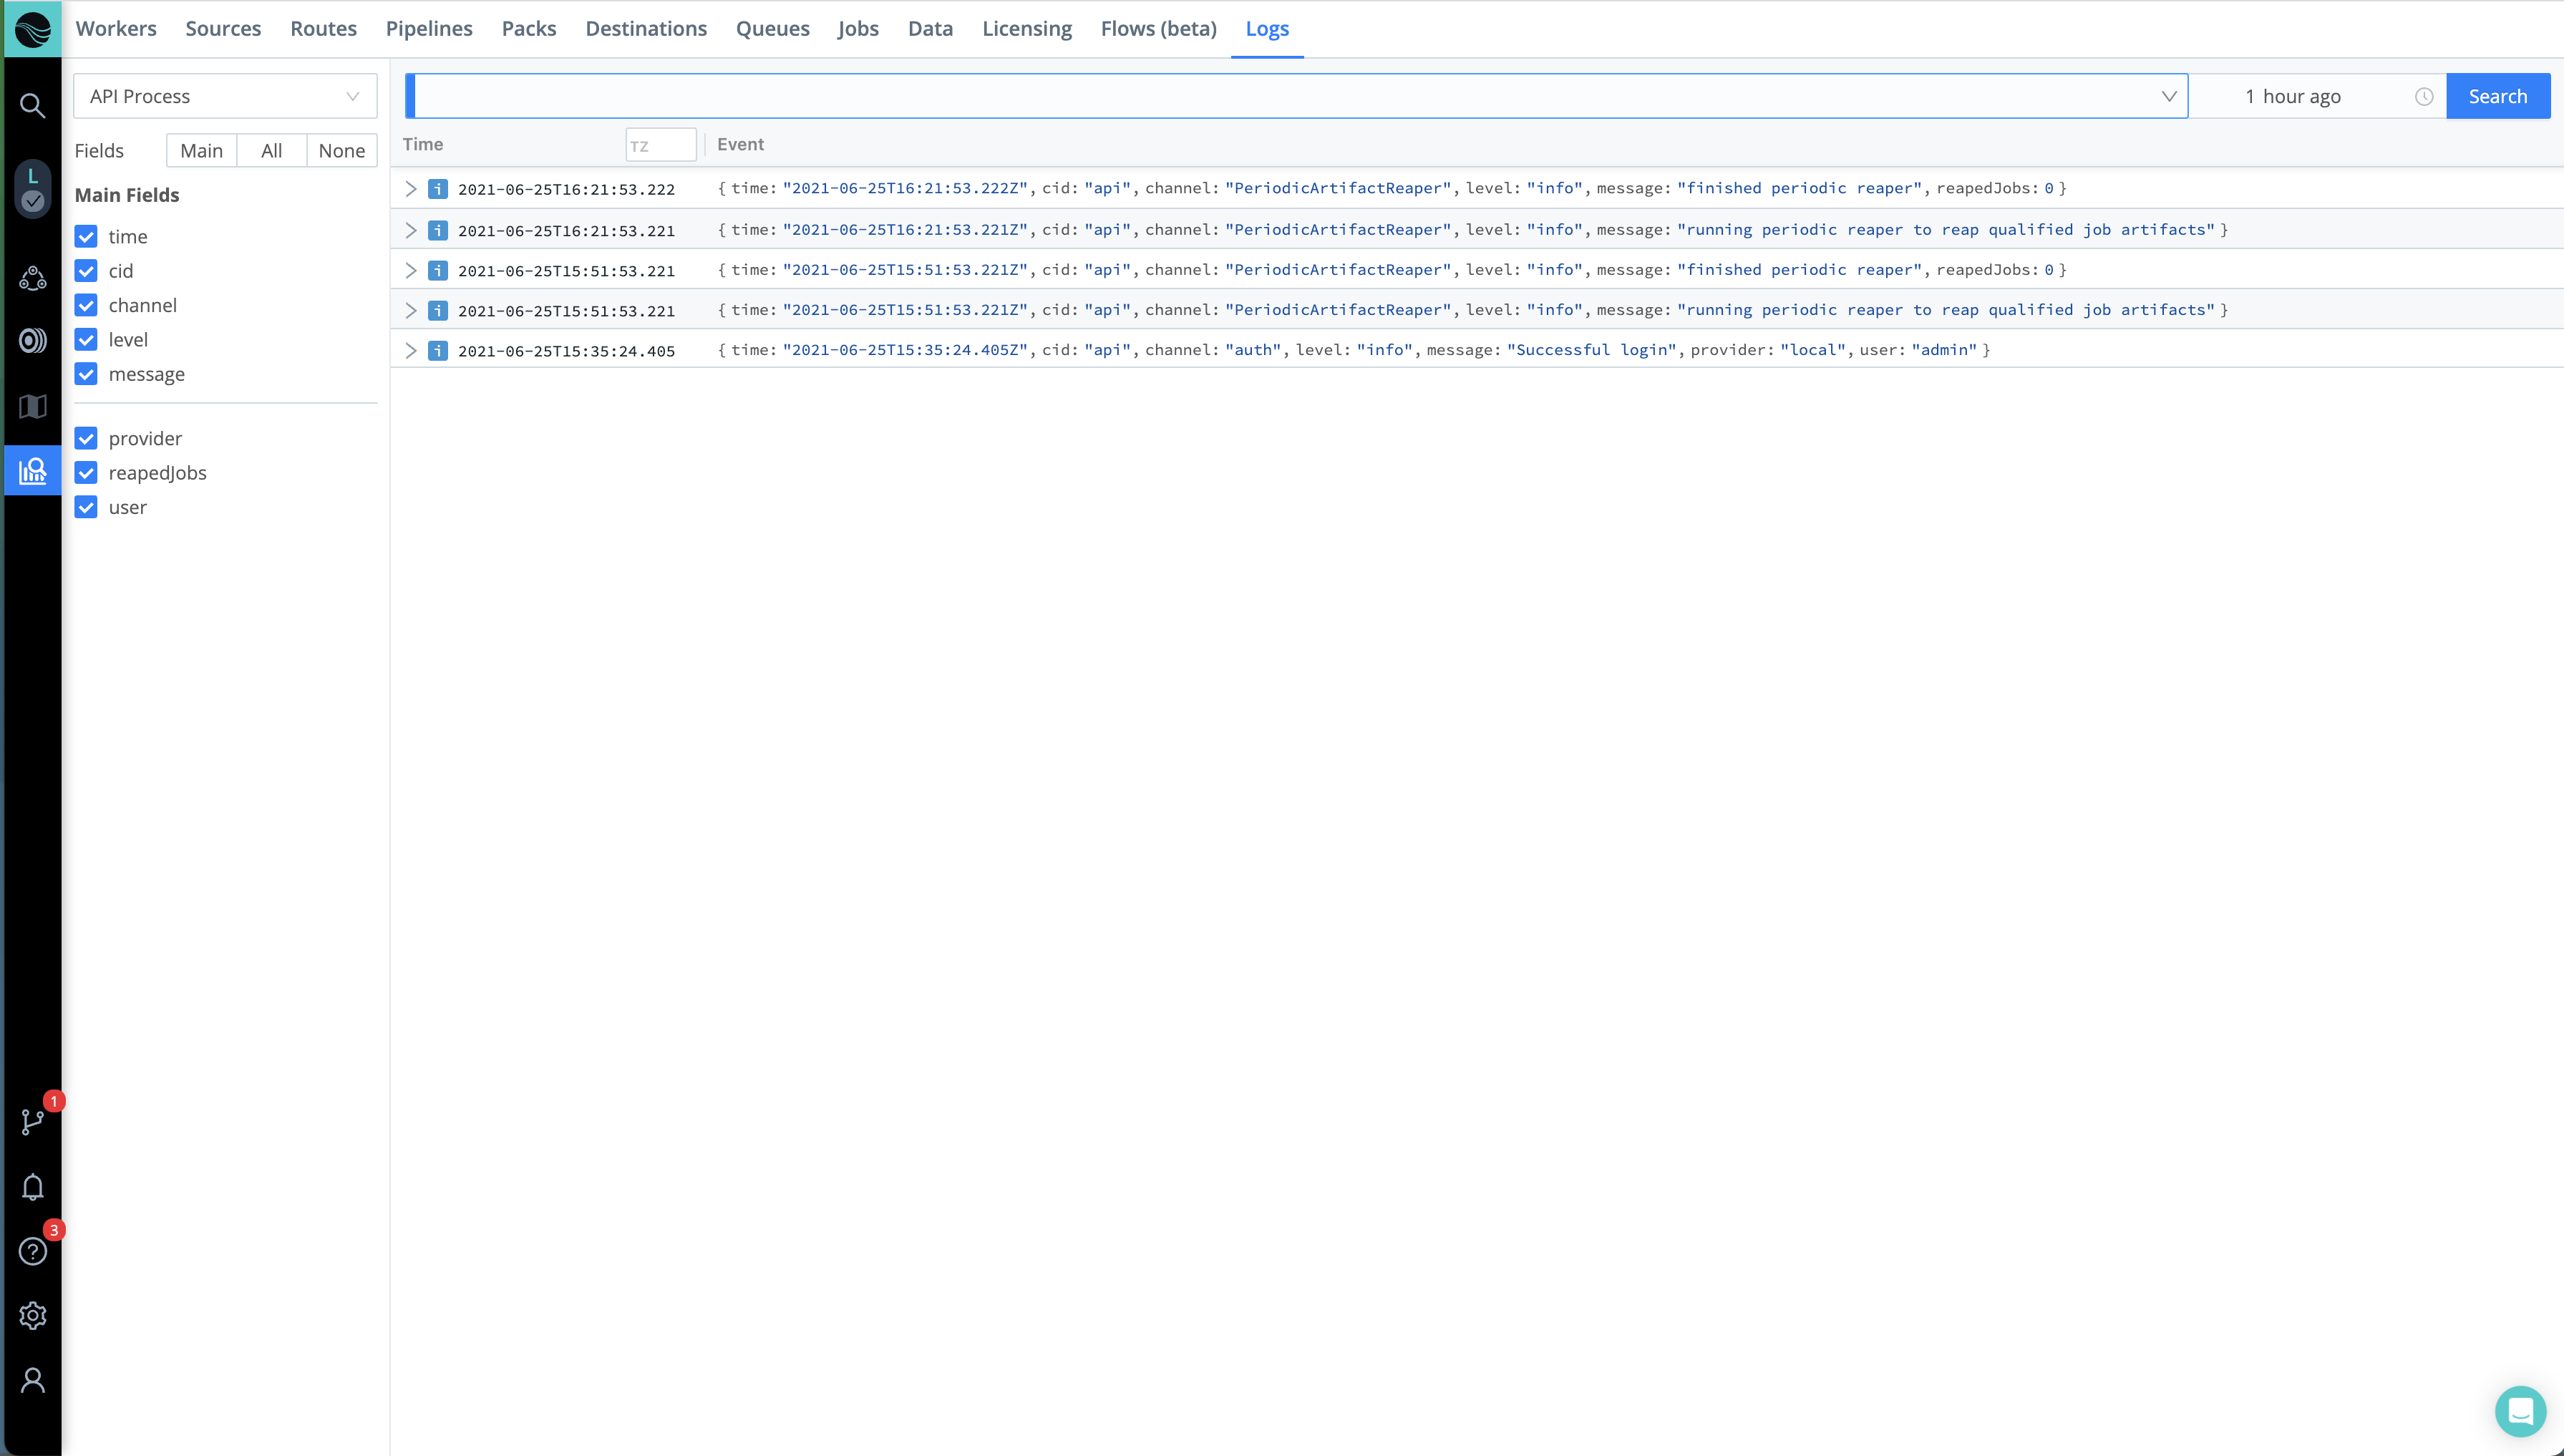 Workers Sources Routes Pipelines Packs Destinations Queues Jobs Data Licensing Flows (beta) Logs
API Process
1 hour ago
Search
Fields Main All None
Time TZ Event
Main Fields
time
cid
channel
level
message
provider
reapedJobs
user
i 2021-06-25T16:21:53.222 { time: "2021-06-25T16:21:53.222Z", cid: "api", channel: "PeriodicArtifactReaper", level: "info", message: "finished periodic reaper", reapedJobs: 0 }
i 2021-06-25T16:21:53.221 { time: "2021-06-25T16:21:53.221Z", cid: "api", channel: "PeriodicArtifactReaper", level: "info", message: "running periodic reaper to reap qualified job artifacts" }
i 2021-06-25T15:51:53.221 { time: "2021-06-25T15:51:53.221Z", cid: "api", channel: "PeriodicArtifactReaper", level: "info", message: "finished periodic reaper", reapedJobs: 0 }
i 2021-06-25T15:51:53.221 { time: "2021-06-25T15:51:53.221Z", cid: "api", channel: "PeriodicArtifactReaper", level: "info", message: "running periodic reaper to reap qualified job artifacts" }
i 2021-06-25T15:35:24.405 { time: "2021-06-25T15:35:24.405Z", cid: "api", channel: "auth", level: "info", message: "Successful login", provider: "local", user: "admin" }
L
1
3
?